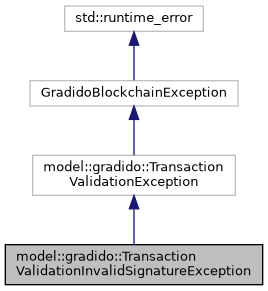 std::runtime_error
GradidoBlockchainException
model::gradido::Transaction
ValidationException
model::gradido::Transaction
ValidationInvalidSignatureException